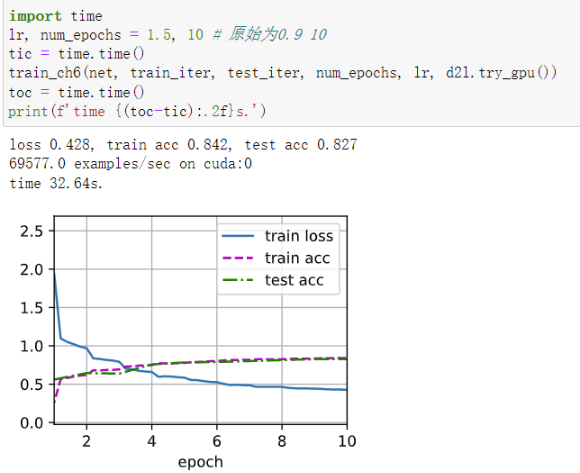 import time
lr, num_epochs = 1.5, 10 # 原始为0.9 10
tic = time.time()
train_ch6(net, train_iter, test_iter, num_epochs, lr, d2l.try_gpu())
toc = time.time()
print(f'time {(toc-tic):.2f}s.')
loss 0.428, train acc 0.842, test acc 0.827
69577.0 examples/sec on cuda:0
time 32.64s.
2.5
2.0
1.5
1.0
0.5
0.0
train loss
train acc
test acc
2 4 6 8 10
epoch